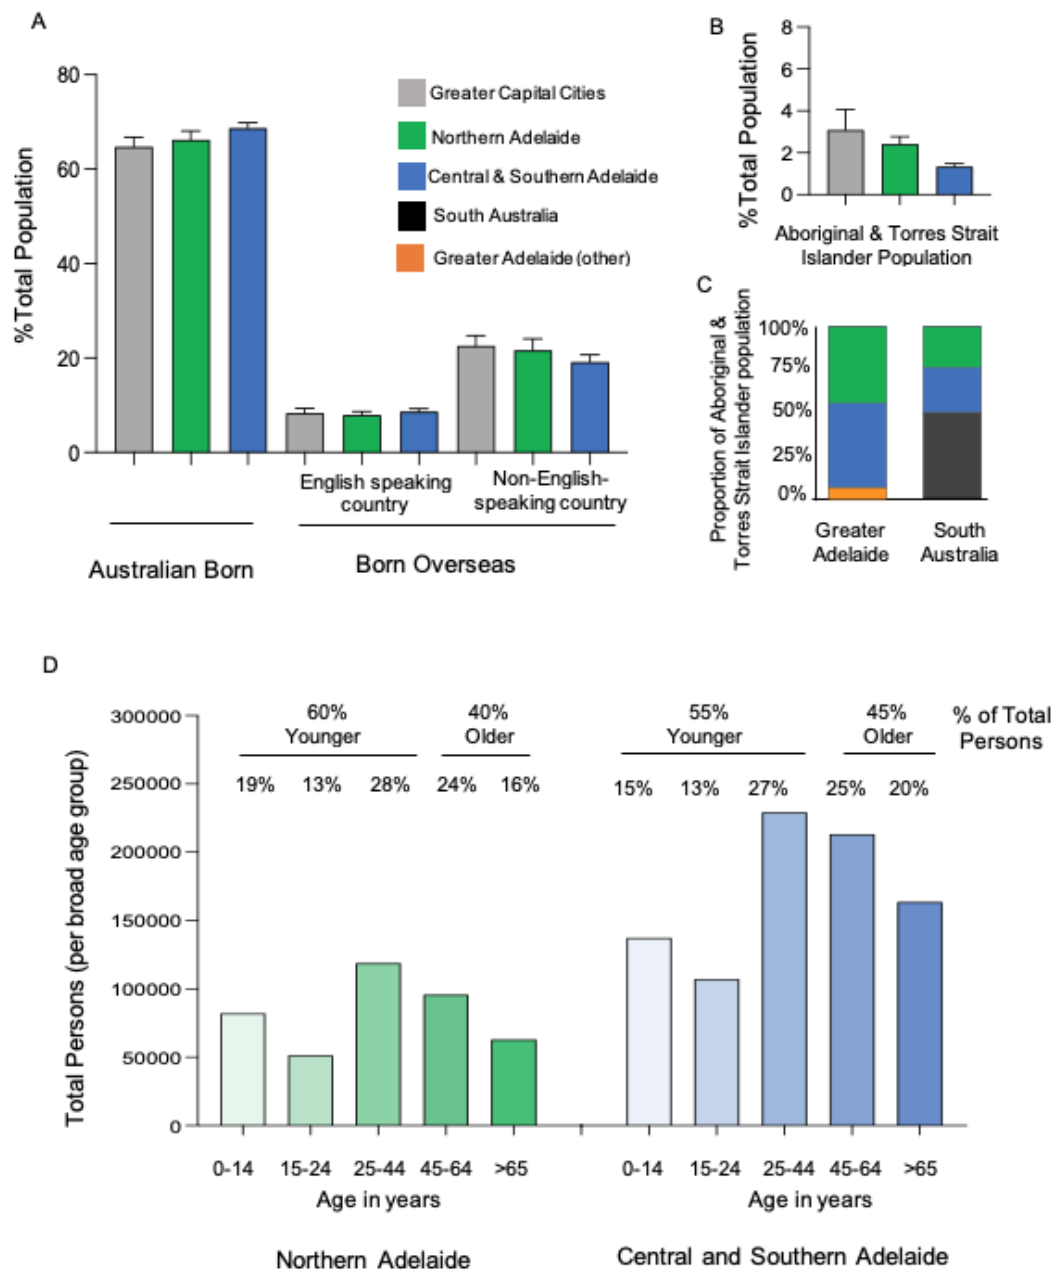 A
80
60
40
20
0
%Total Population
Greater Capital Cities
Northern Adelaide
Central & Southern Adelaide
South Australia
Greater Adelaide (other)
English speaking
country
Non-English-
speaking country
Australian Born
Born Overseas
B
8
6
4
2
0
%Total Population
Aboriginal & Torres Strait
Islander Population
C
Proportion of Aboriginal &
Torres Strait Islander population
100%
75%
50%
25%
0%
Greater
Adelaide
South
Australia
D
Total Persons (per broad age group)
300000
250000
200000
150000
100000
50000
0
60%
Younger
40%
Older
55%
Younger
45%
Older
% of Total
Persons
19% 13% 28% 24% 16%
15% 13% 27% 25% 20%
0-14 15-24 25-44 45-64 >65
Age in years
Northern Adelaide
0-14 15-24 25-44 45-64 >65
Age in years
Central and Southern Adelaide